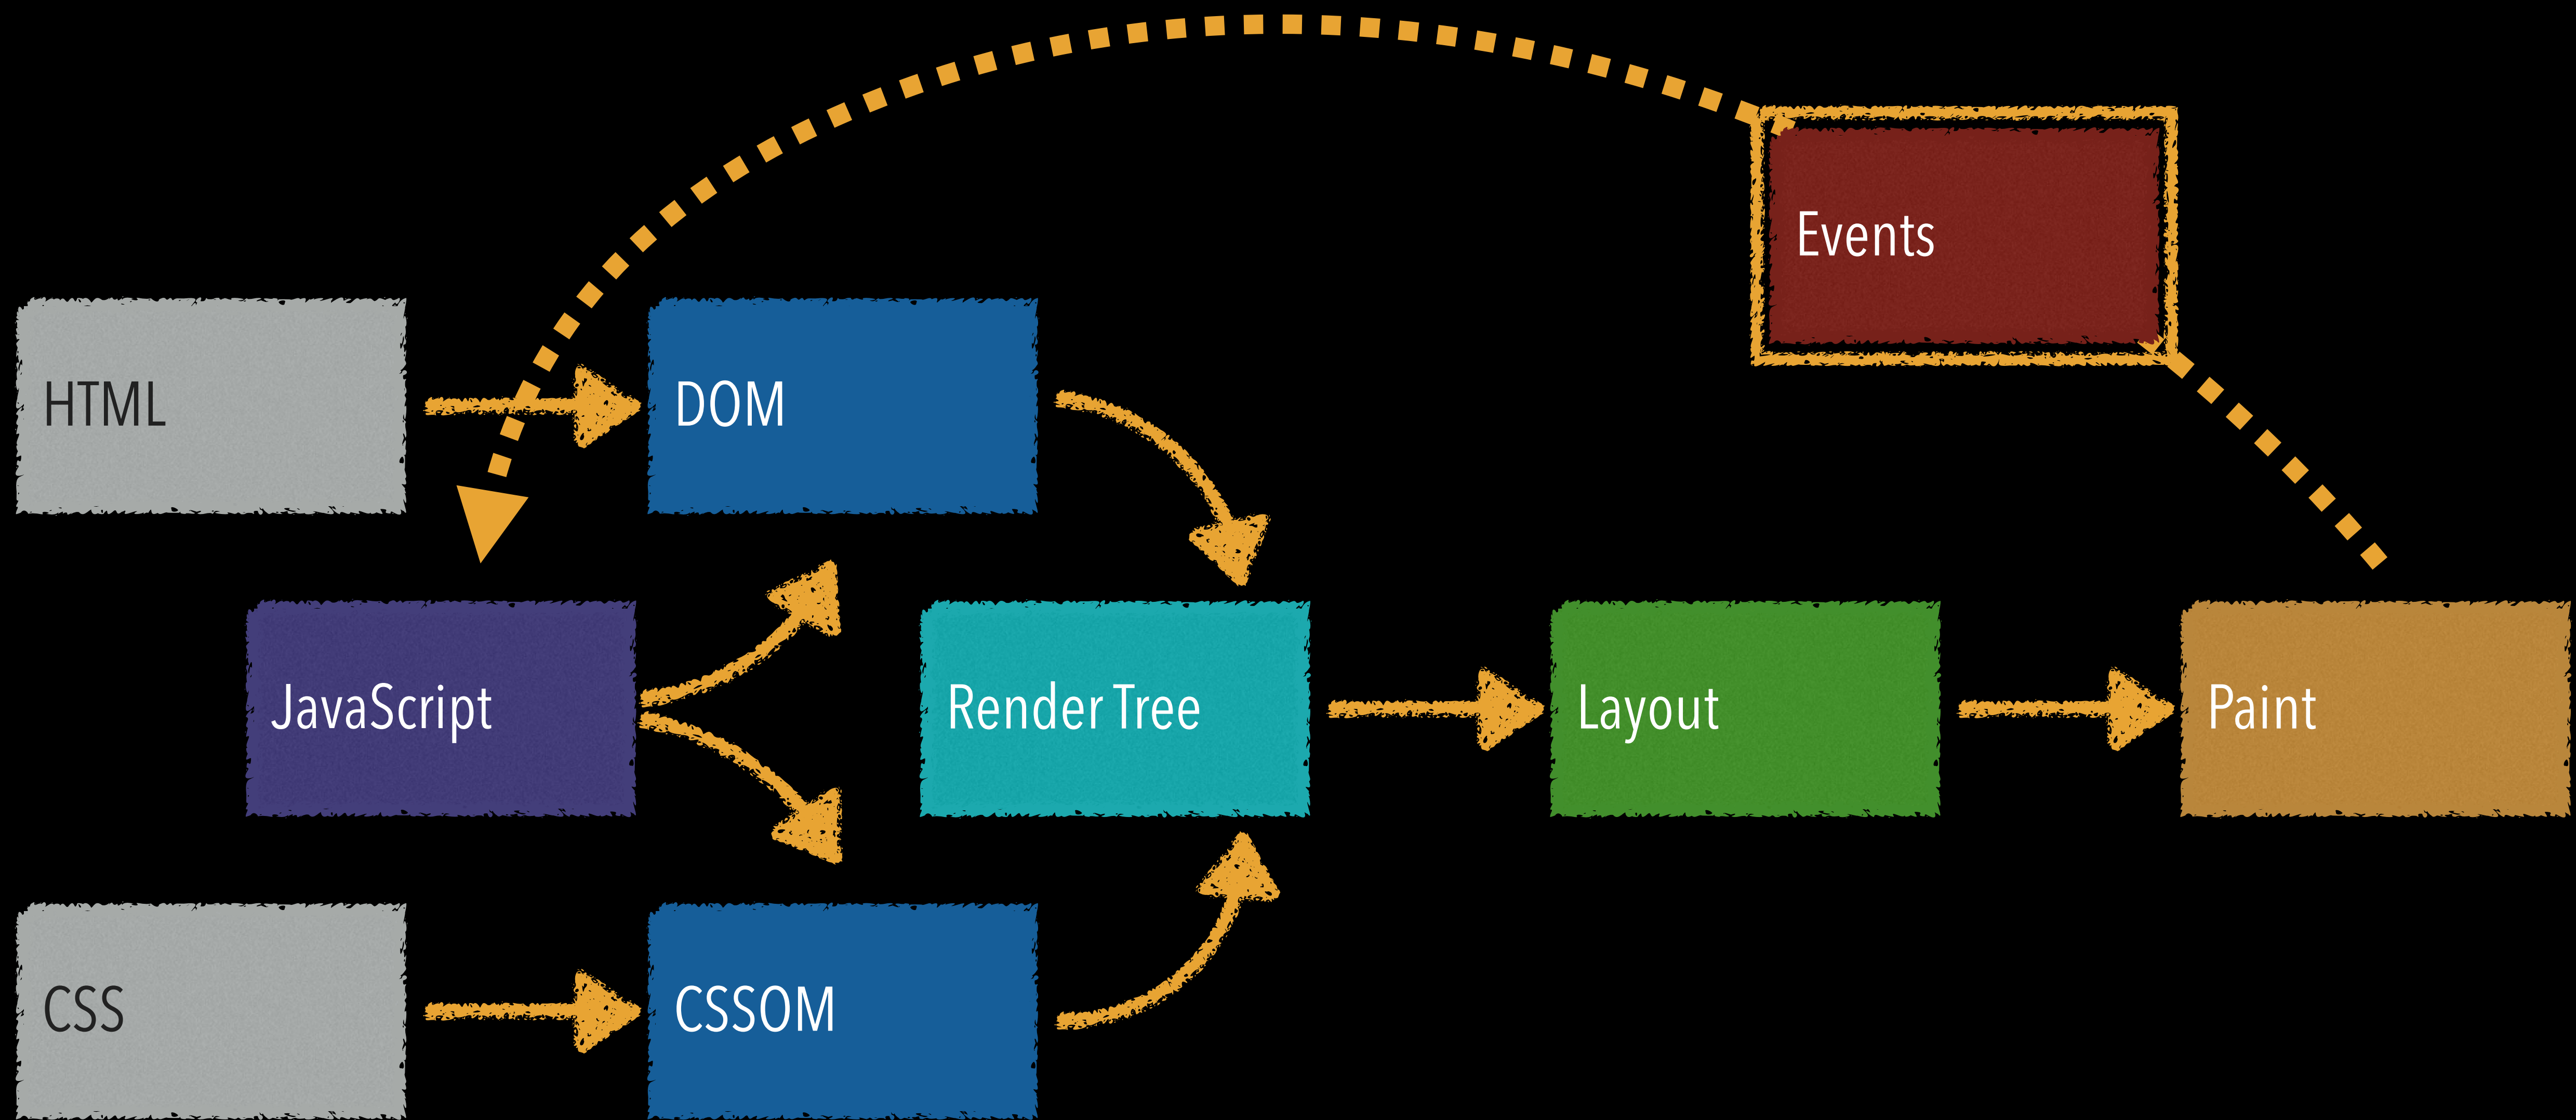 Events
HTML
DOM
JavaScript
Render Tree
Layout
Paint
CSS
CSSOM